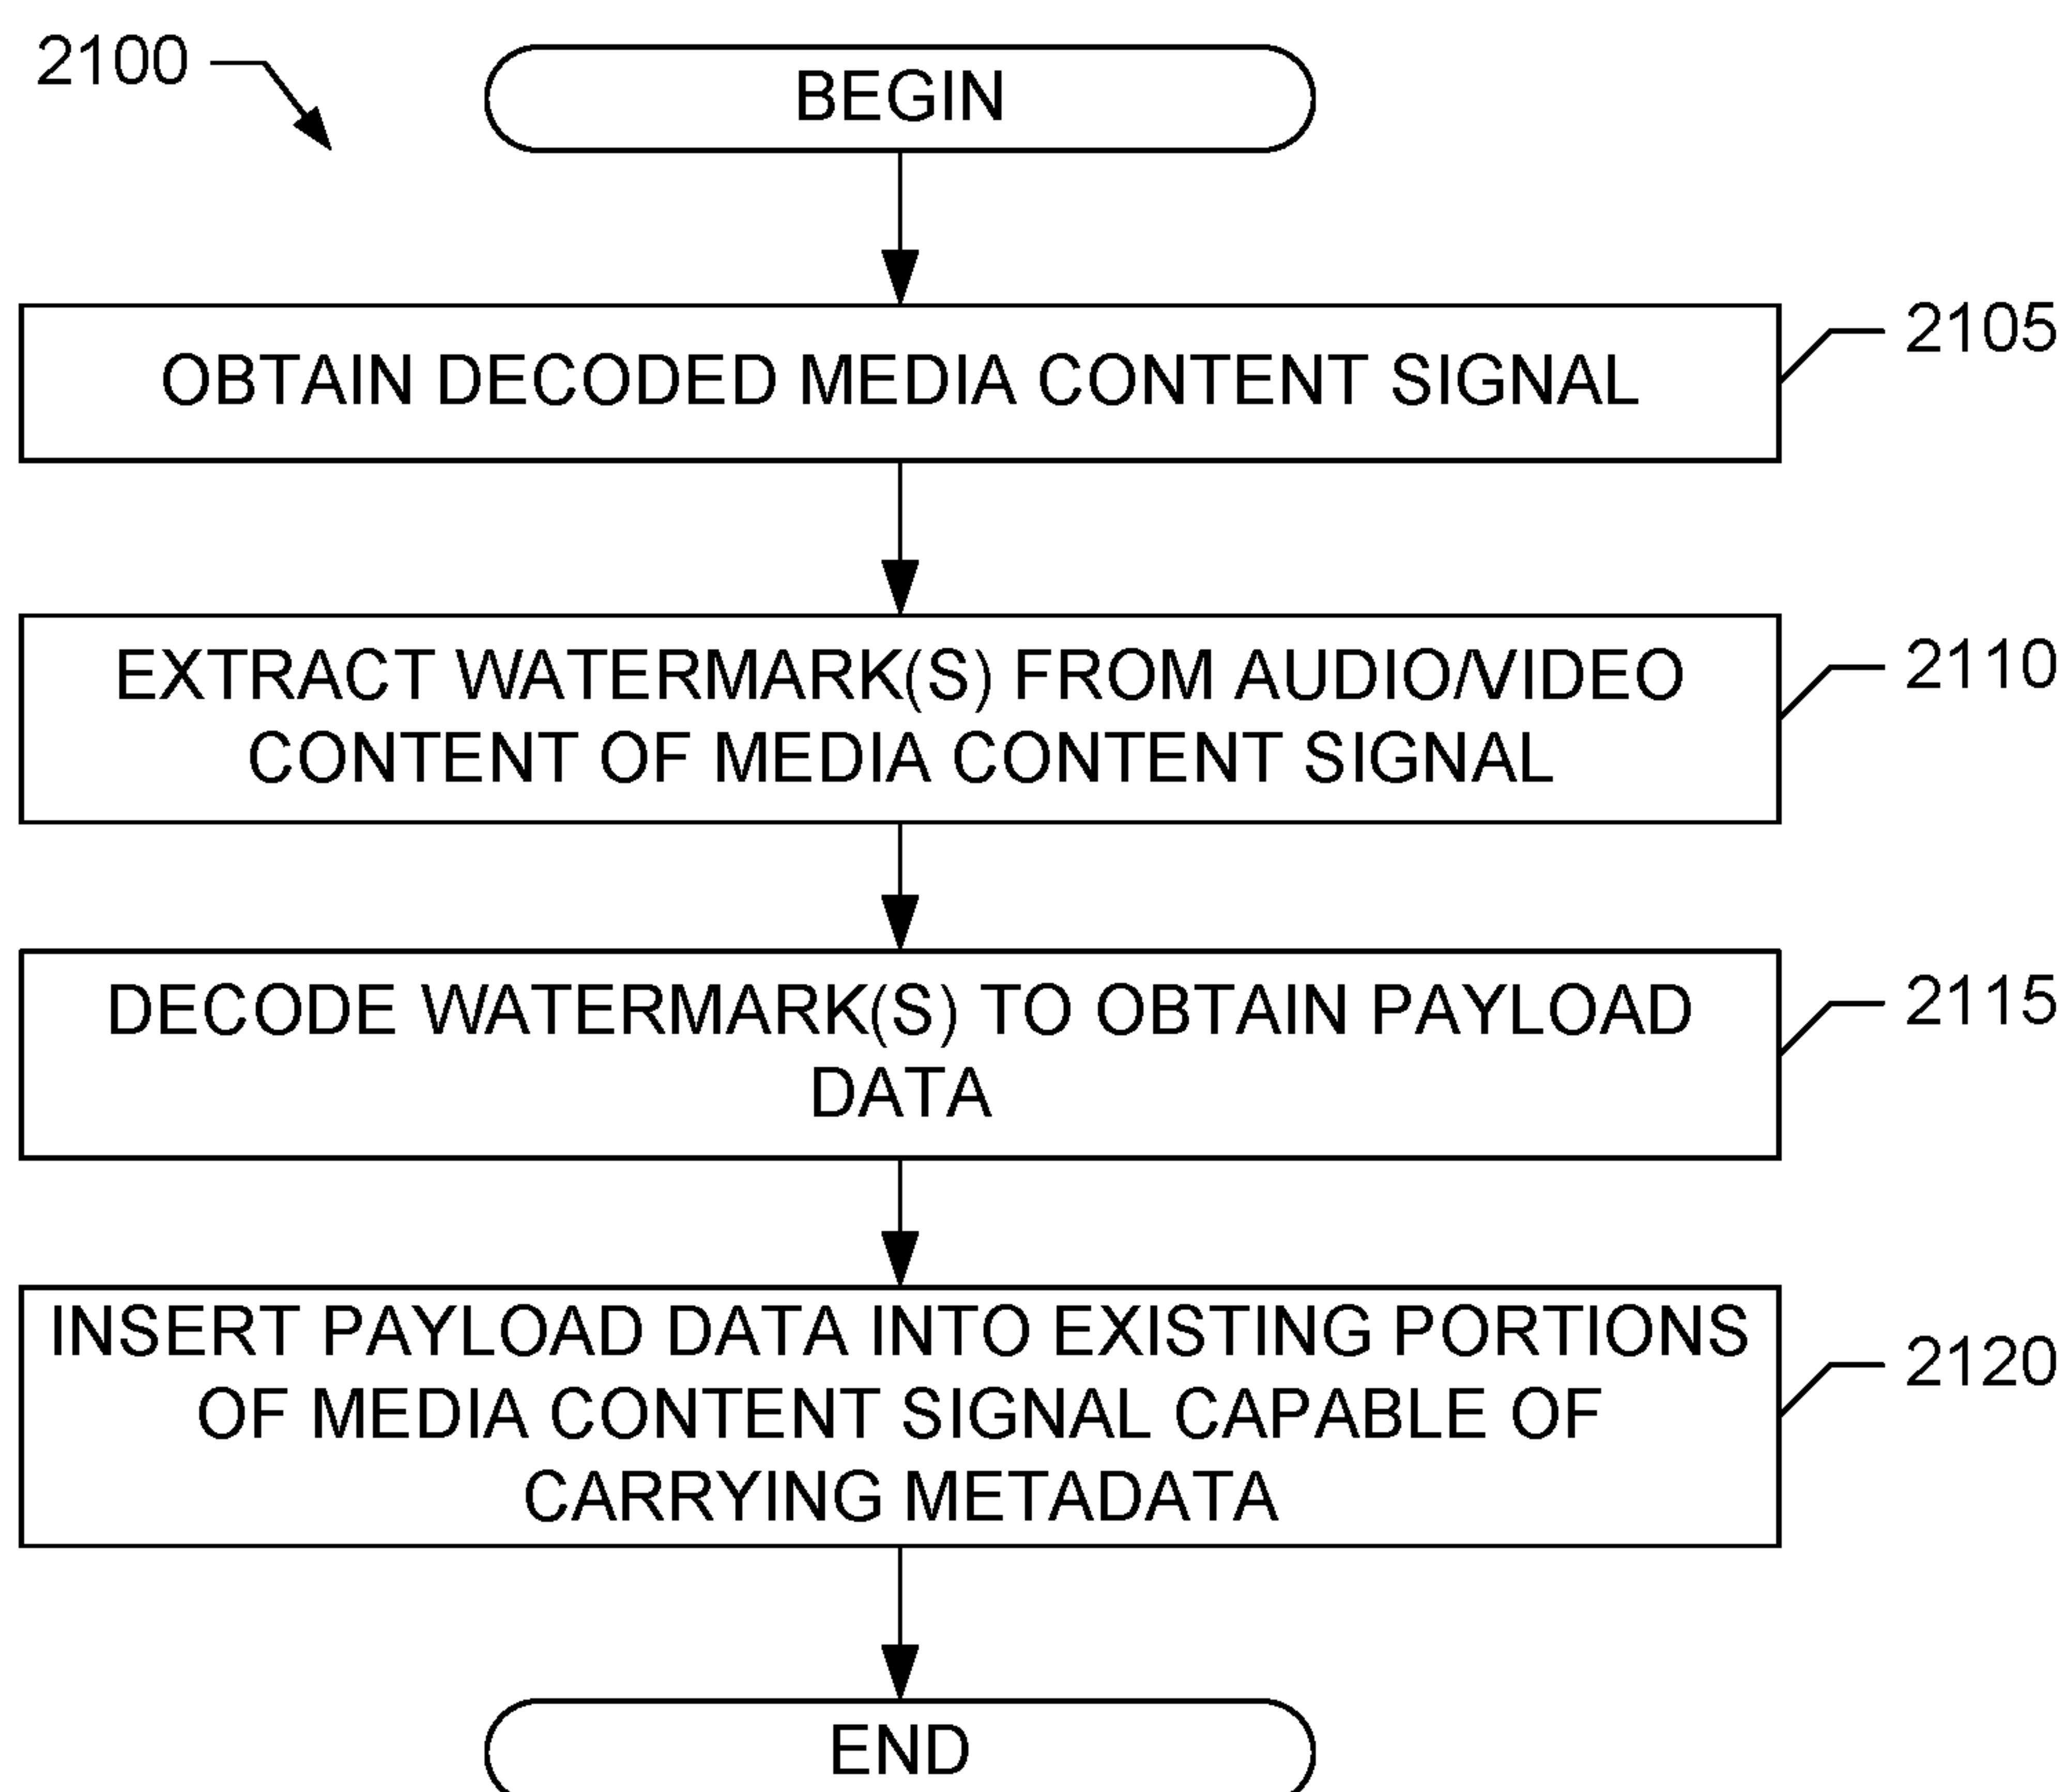 2100
BEGIN
OBTAIN DECODED MEDIA CONTENT SIGNAL
2105
EXTRACT WATERMARK(S) FROM AUDIO/VIDEO
CONTENT OF MEDIA CONTENT SIGNAL
2110
DECODE WATERMARK(S) TO OBTAIN PAYLOAD
DATA
2115
INSERT PAYLOAD DATA INTO EXISTING PORTIONS
OF MEDIA CONTENT SIGNAL CAPABLE OF
CARRYING METADATA
2120
END